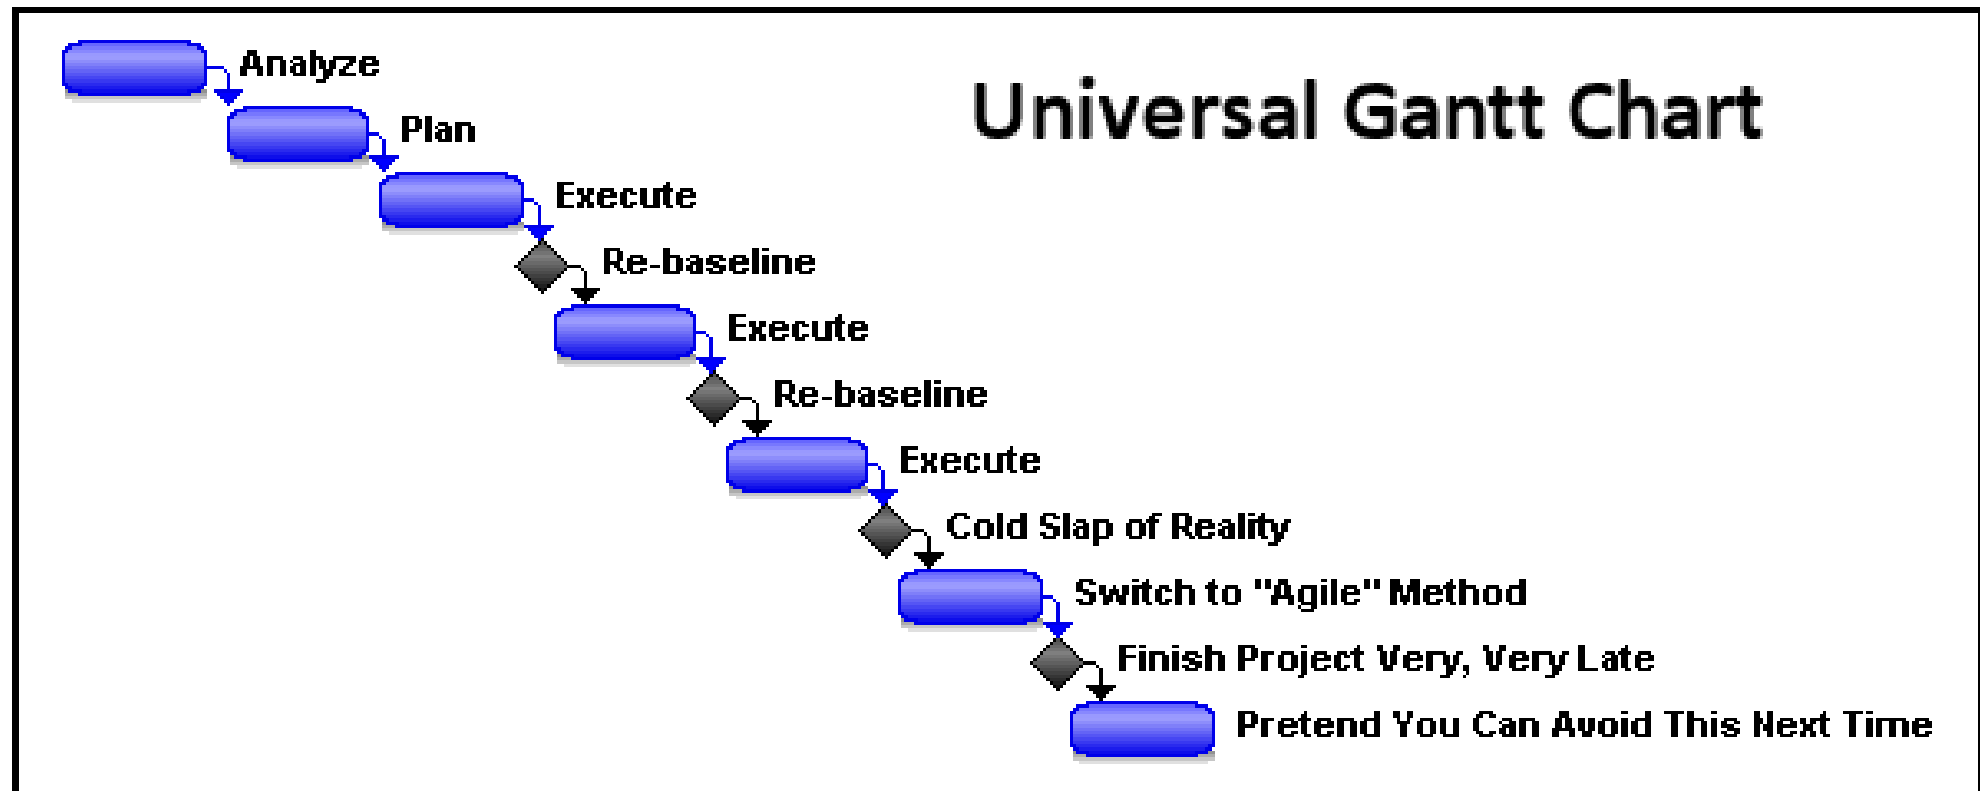 Analyze
Universal Gantt Chart
Plan
Execute
Re-baseline
Execute
Re-baseline
Execute
Cold Slap of Reality
Switch to "Agile" Method
Finish Project Very, Very Late
Pretend You Can Avoid This Next Time